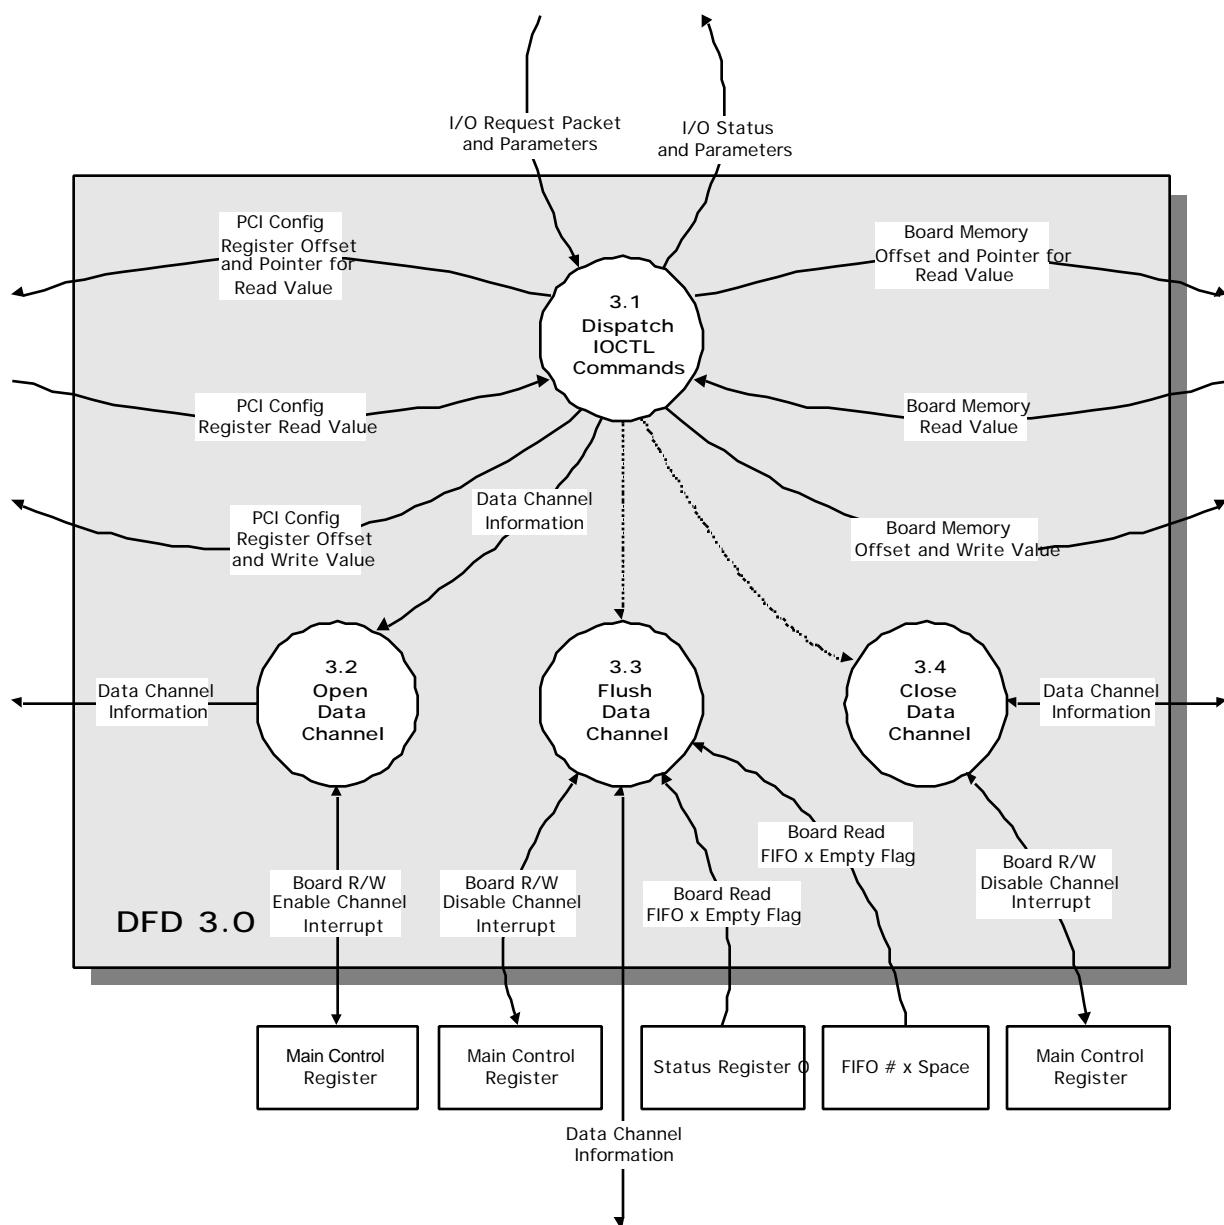 I/O Request Packet
and Parameters
I/O Status
and Parameters
PCI Config
Register Offset
and Pointer for
Read Value
Board Memory
Offset and Pointer for
Read Value
3.1
Dispatch
IOCTL
Commands
PCI Config
Register Read Value
Board Memory
Read Value
Data Channel
Information
PCI Config
Register Offset
and Write Value
Board Memory
Offset and Write Value
3.2
Open
Data
Channel
3.3
Flush
Data
Channel
3.4
Close
Data
Channel
Data Channel
Information
Data Channel
Information
Board R/W
Enable Channel
Interrupt
Board R/W
Disable Channel
Interrupt
Board Read
FIFO x Empty Flag
Board Read
FIFO x Empty Flag
Board R/W
Disable Channel
Interrupt
DFD 3.0
Main Control
Register
Main Control
Register
Status Register 0
FIFO # x Space
Main Control
Register
Data Channel
Information